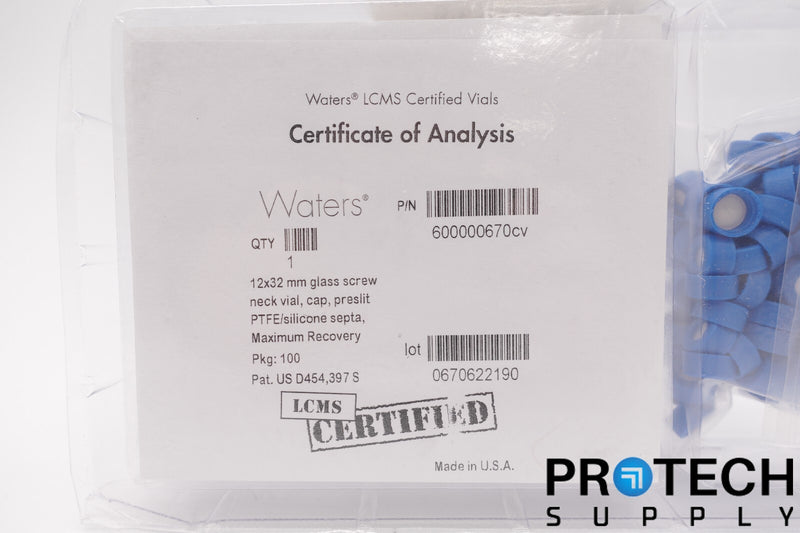 Waters® LCMS Certified Vials
Certificate of Analysis
Waters®
P/N
600000670cv
QTY
1
12x32 mm glass screw
neck vial, cap, preslit
PTFE/silicone septa,
Maximum Recovery
Pkg: 100
Pat. US D454,397 S
lot
0670622190
LCMS
CERTIFIED
Made in U.S.A.
PROTECH
SUPPLY